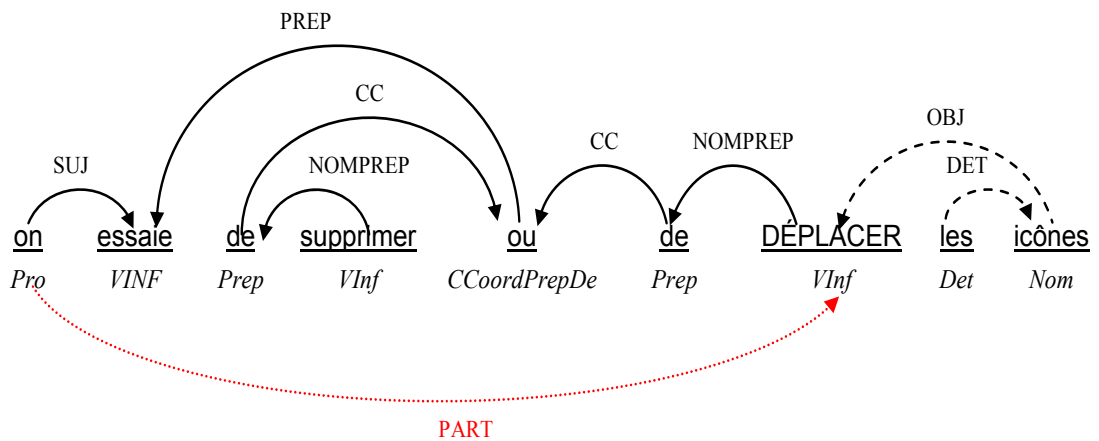 PREP
CC
OBJ
SUJ NOMPREP CC NOMPREP DET
on essaie de supprimer ou de DÉPLACER les icônes
Pro VINF Prep VInf CCoordPrepDe Prep VInf Det Nom
PART